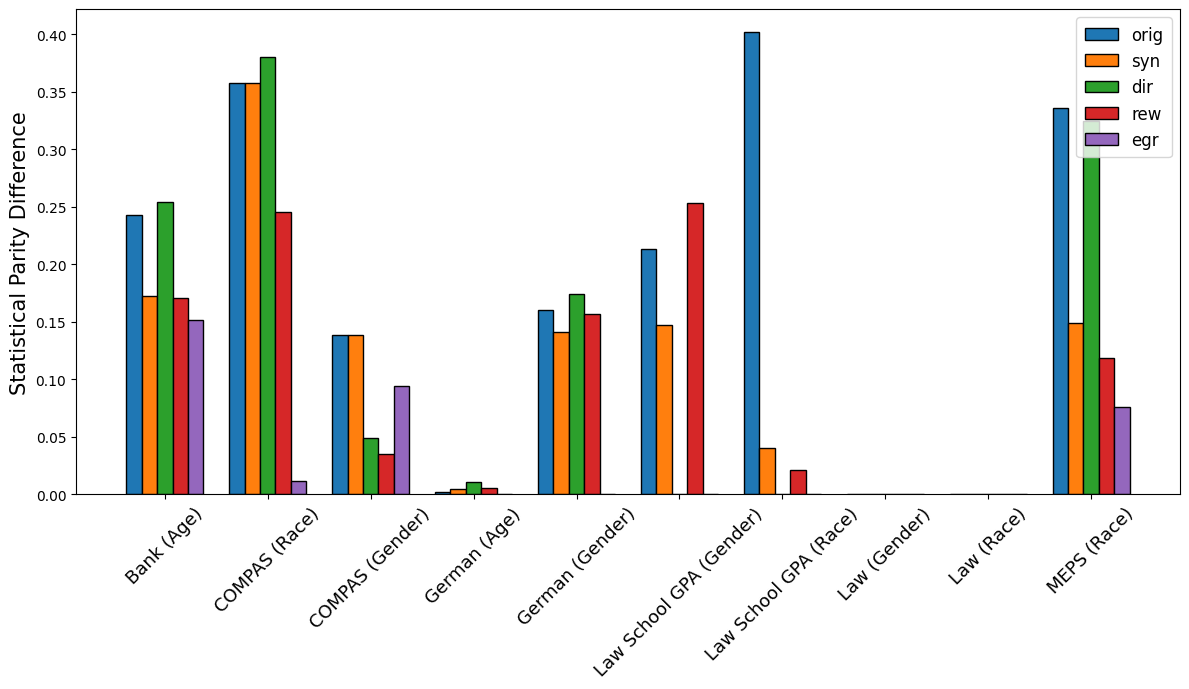 Statistical Parity Difference
0.40
0.35
0.30
0.25
0.20
0.15
0.10
0.05
0.00
orig
syn
dir
rew
egr
Bank (Age)
COMPAS (Race)
COMPAS (Gender)
German (Age)
German (Gender)
Law School GPA (Gender)
Law School GPA (Race)
Law (Gender)
Law (Race)
MEPS (Race)